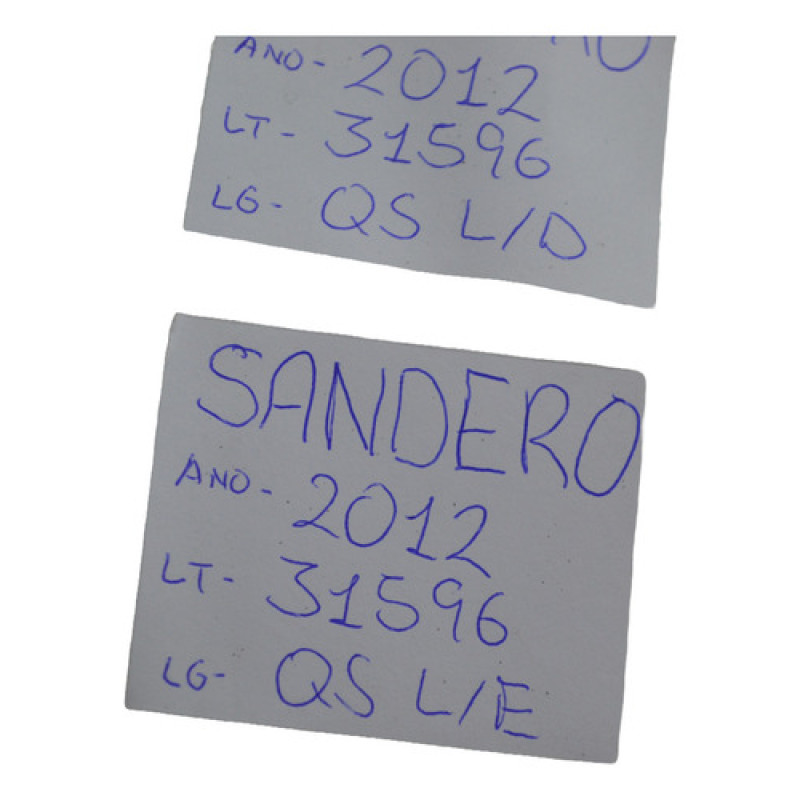 ANO- 2012
LT- 31596
LG- QS L/D
SANDERO
ANO- 2012
LT- 31596
LG- QS L/E